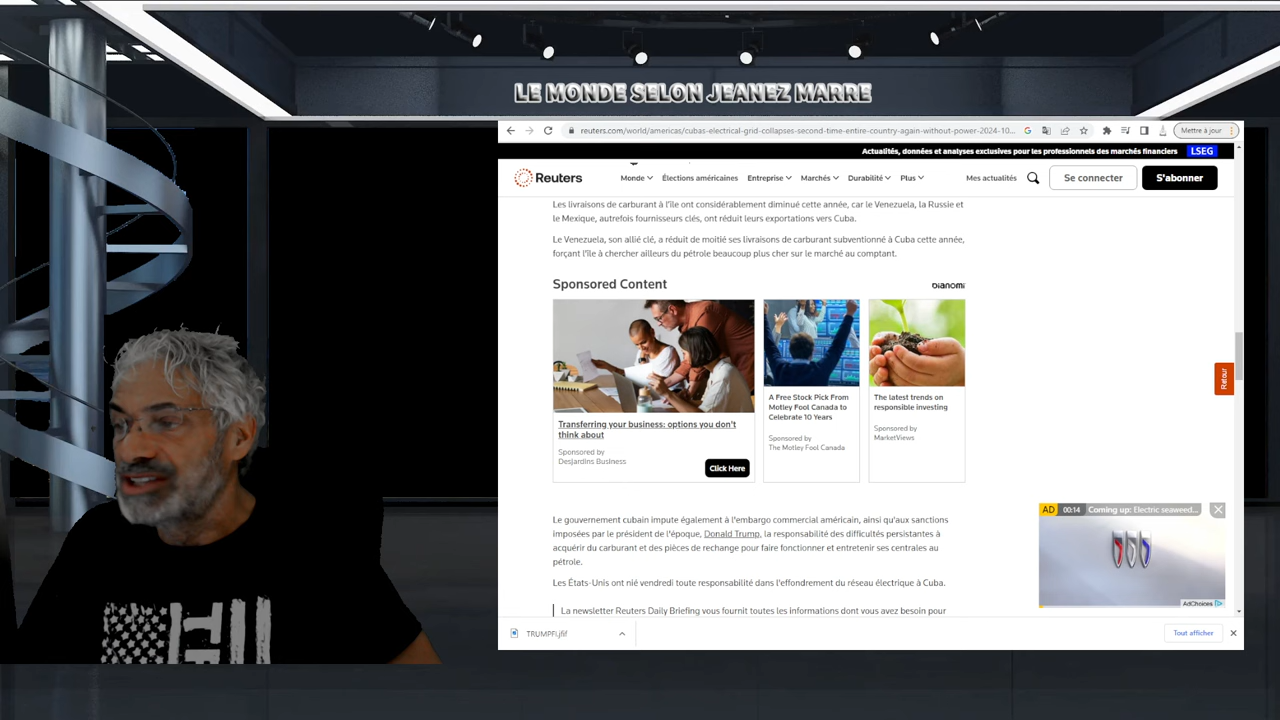 LE MONDE SELON JEANEZ MARRE
reuters.com/world/americas/cubas-electrical-grid-collapses-second-time-entire-country-again-without-power-2024-10...
Mettre à jour
Actualités, données et analyses exclusives pour les professionnels des marchés financiers
LSEG
Reuters
Monde
Élections américaines
Entreprise
Marchés
Durabilité
Plus
Mes actualités
Se connecter
S'abonner
Les livraisons de carburant à l'île ont considérablement diminué cette année, car le Venezuela, la Russie et
le Mexique, autrefois fournisseurs clés, ont réduit leurs exportations vers Cuba.
Le Venezuela, son allié clé, a réduit de moitié ses livraisons de carburant subventionné à Cuba cette année,
forçant l'île à chercher ailleurs du pétrole beaucoup plus cher sur le marché au comptant.
Sponsored Content
Transferring your business: options you don't
think about
Sponsored by
Desjardins Business
Click Here
A Free Stock Pick From
Motley Fool Canada to
Celebrate 10 Years
Sponsored by
The Motley Fool Canada
The latest trends on
responsible investing
Sponsored by
MarketViews
Retour
AD 00:14 Coming up: Electric seaweed...
AdChoices
Le gouvernement cubain impute également à l'embargo commercial américain, ainsi qu'aux sanctions
imposées par le président de l'époque, Donald Trump, la responsabilité des difficultés persistantes à
acquérir du carburant et des pièces de rechange pour faire fonctionner et entretenir ses centrales au
pétrole.
Les États-Unis ont nié vendredi toute responsabilité dans l'effondrement du réseau électrique à Cuba.
La newsletter Reuters Daily Briefing vous fournit toutes les informations dont vous avez besoin pour
TRUMPFI.jfif
Tout afficher